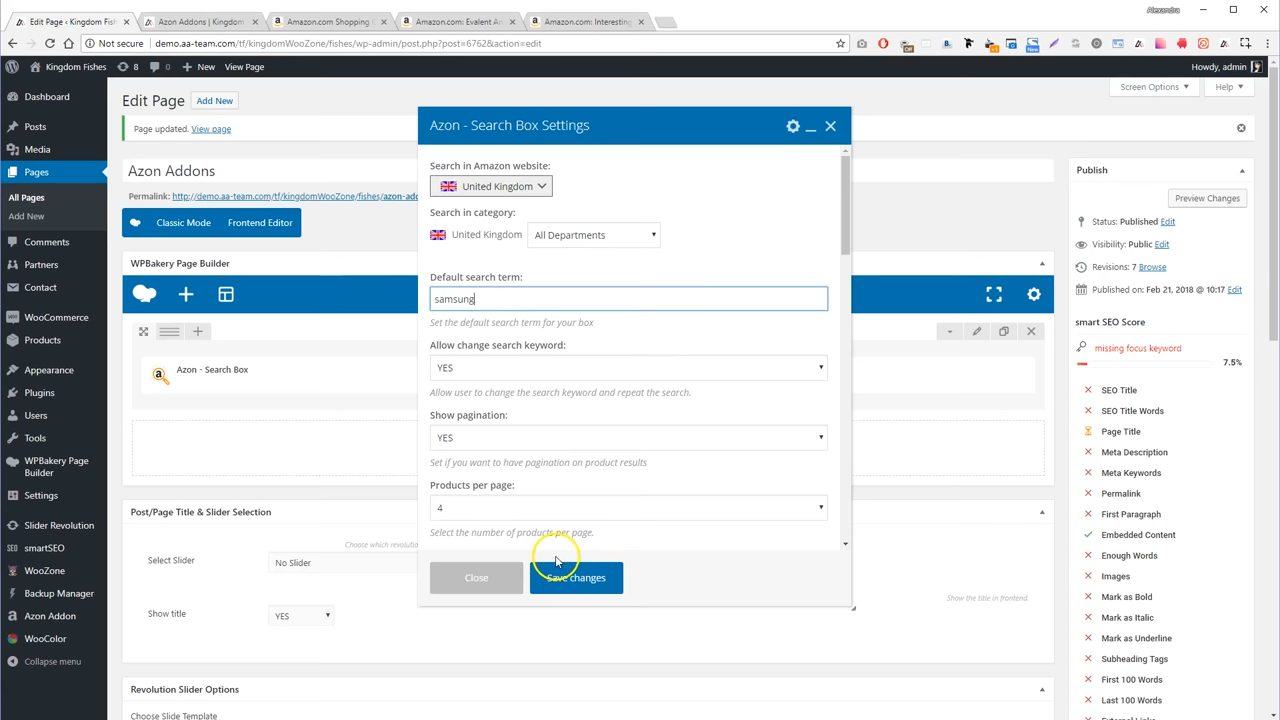 Alexandra
Edit Page ‹ Kingdom Fish
Azon Addons | Kingdom
Amazon.com Shopping
Amazon.com: Evalent Am
Amazon.com: Interesting
Not secure
demo.aa-team.com/tf/kingdomWooZone/fishes/wp-admin/post.php?post=6762&action=edit
Kingdom Fishes
8
0
New
View Page
Howdy, admin
Dashboard
Posts
Media
Pages
All Pages
Add New
Comments
Partners
Contact
WooCommerce
Products
Appearance
Plugins
Users
Tools
WPBakery Page
Builder
Settings
Slider Revolution
smartSEO
WooZone
Backup Manager
Azon Addon
WooColor
Collapse menu
Edit Page
Add New
Screen Options
Help
Page updated. View page
Azon Addons
Permalink: http://demo.aa-team.com/tf/kingdomWooZone/fishes/azon-add
Classic Mode
Frontend Editor
WPBakery Page Builder
Azon - Search Box
Post/Page Title & Slider Selection
Choose which revolution
Select Slider
No Slider
Show title
YES
Show the title in frontend.
Revolution Slider Options
Choose Slide Template
Azon - Search Box Settings
Search in Amazon website:
United Kingdom
Search in category:
United Kingdom
All Departments
Default search term:
samsung
Set the default search term for your box
Allow change search keyword:
YES
Allow user to change the search keyword and repeat the search.
Show pagination:
YES
Set if you want to have pagination on product results
Products per page:
4
Select the number of products per page.
Close
Save changes
Publish
Preview Changes
Status: Published Edit
Visibility: Public Edit
Revisions: 7 Browse
Published on: Feb 21, 2018 @ 10:17 Edit
smart SEO Score
missing focus keyword
7.5%
SEO Title
SEO Title Words
Page Title
Meta Description
Meta Keywords
Permalink
First Paragraph
Embedded Content
Enough Words
Images
Mark as Bold
Mark as Italic
Mark as Underline
Subheading Tags
First 100 Words
Last 100 Words
External Links